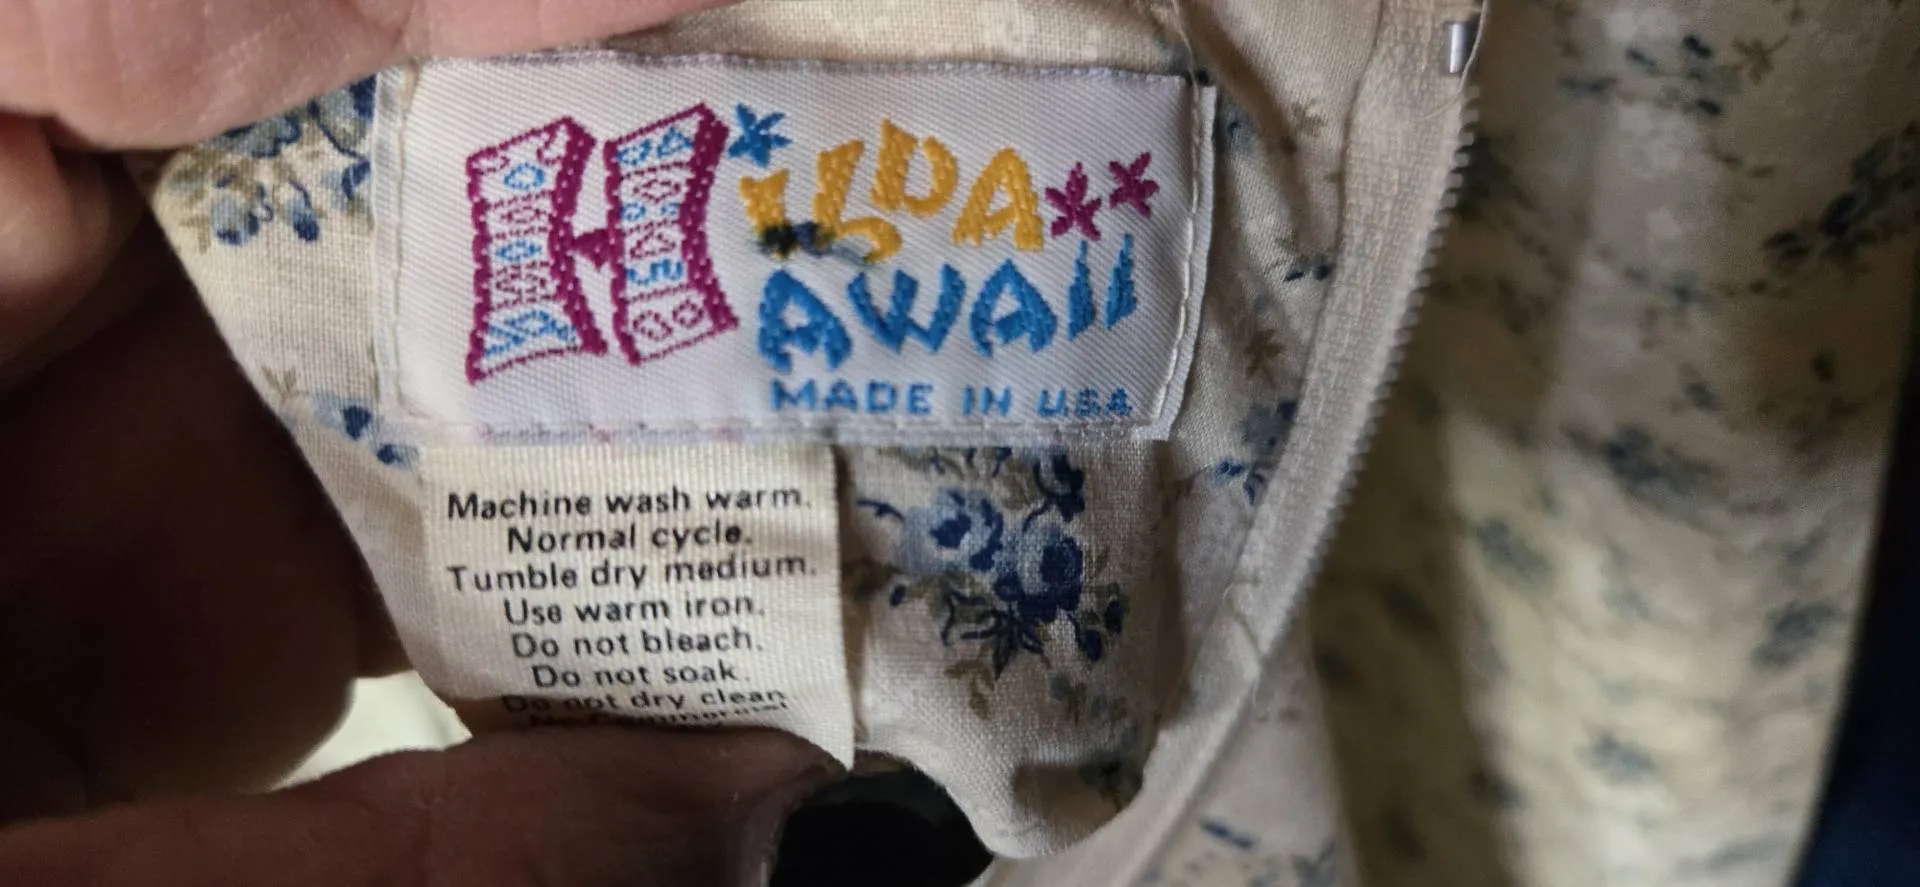 HILDA
HAWAII
MADE IN USA
Machine wash warm.
Normal cycle.
Tumble dry medium.
Use warm iron.
Do not bleach.
Do not soak.
Do not dry clean